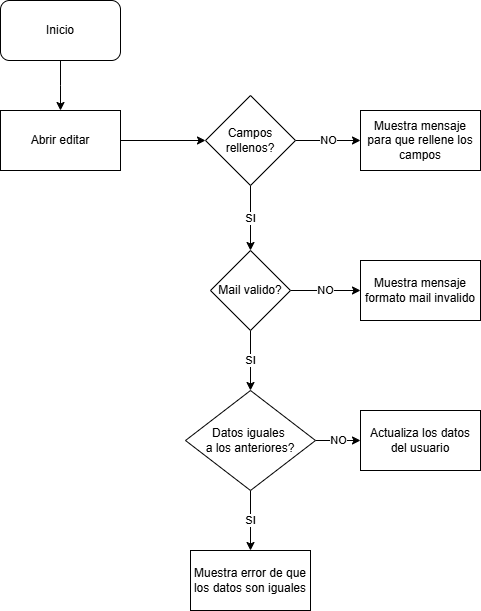 Inicio
Abrir editar
Campos
rellenos?
NO
Muestra mensaje
para que rellene los
campos
SI
Mail valido?
NO
Muestra mensaje
formato mail invalido
SI
Datos iguales
a los anteriores?
NO
Actualiza los datos
del usuario
SI
Muestra error de que
los datos son iguales